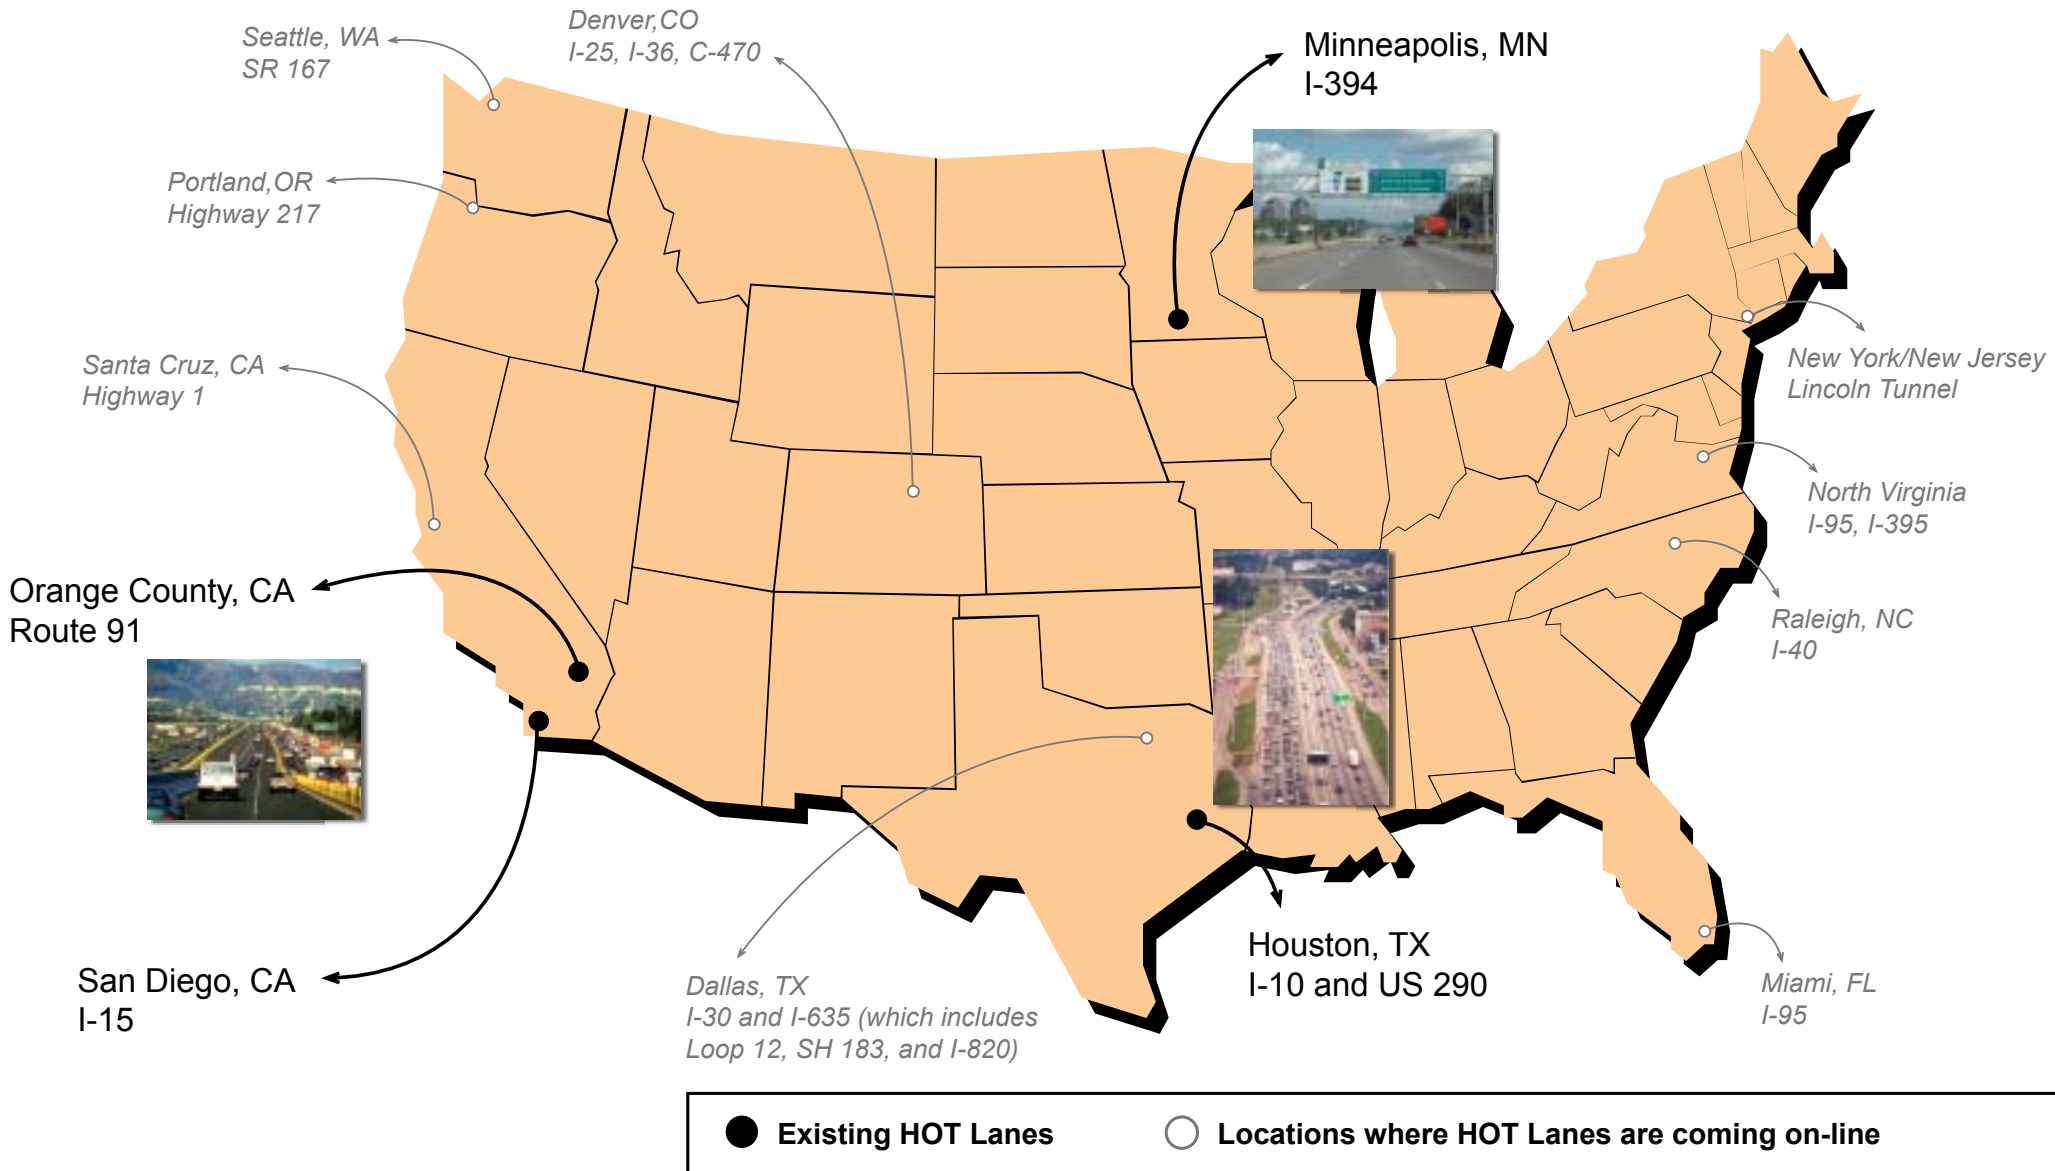 Seattle, WA
SR 167
Denver,CO
I-25, I-36, C-470
Minneapolis, MN
I-394
Portland,OR
Highway 217
Santa Cruz, CA
Highway 1
New York/New Jersey
Lincoln Tunnel
North Virginia
I-95, I-395
Orange County, CA
Route 91
Raleigh, NC
I-40
San Diego, CA
I-15
Houston, TX
I-10 and US 290
Dallas, TX
I-30 and I-635 (which includes
Loop 12, SH 183, and I-820)
Miami, FL
I-95
Existing HOT Lanes
Locations where HOT Lanes are coming on-line